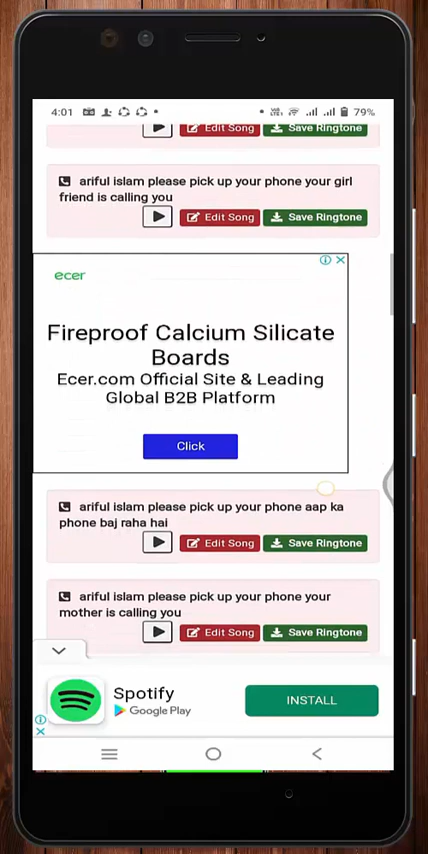 4:01
79%
Edit Song
Save Ringtone
ariful islam please pick up your phone your girl
friend is calling you
Edit Song
Save Ringtone
ecer
Fireproof Calcium Silicate
Boards
Ecer.com Official Site & Leading
Global B2B Platform
Click
ariful islam please pick up your phone aap ka
phone baj raha hai
Edit Song
Save Ringtone
ariful islam please pick up your phone your
mother is calling you
Edit Song
Save Ringtone
Spotify
Google Play
INSTALL